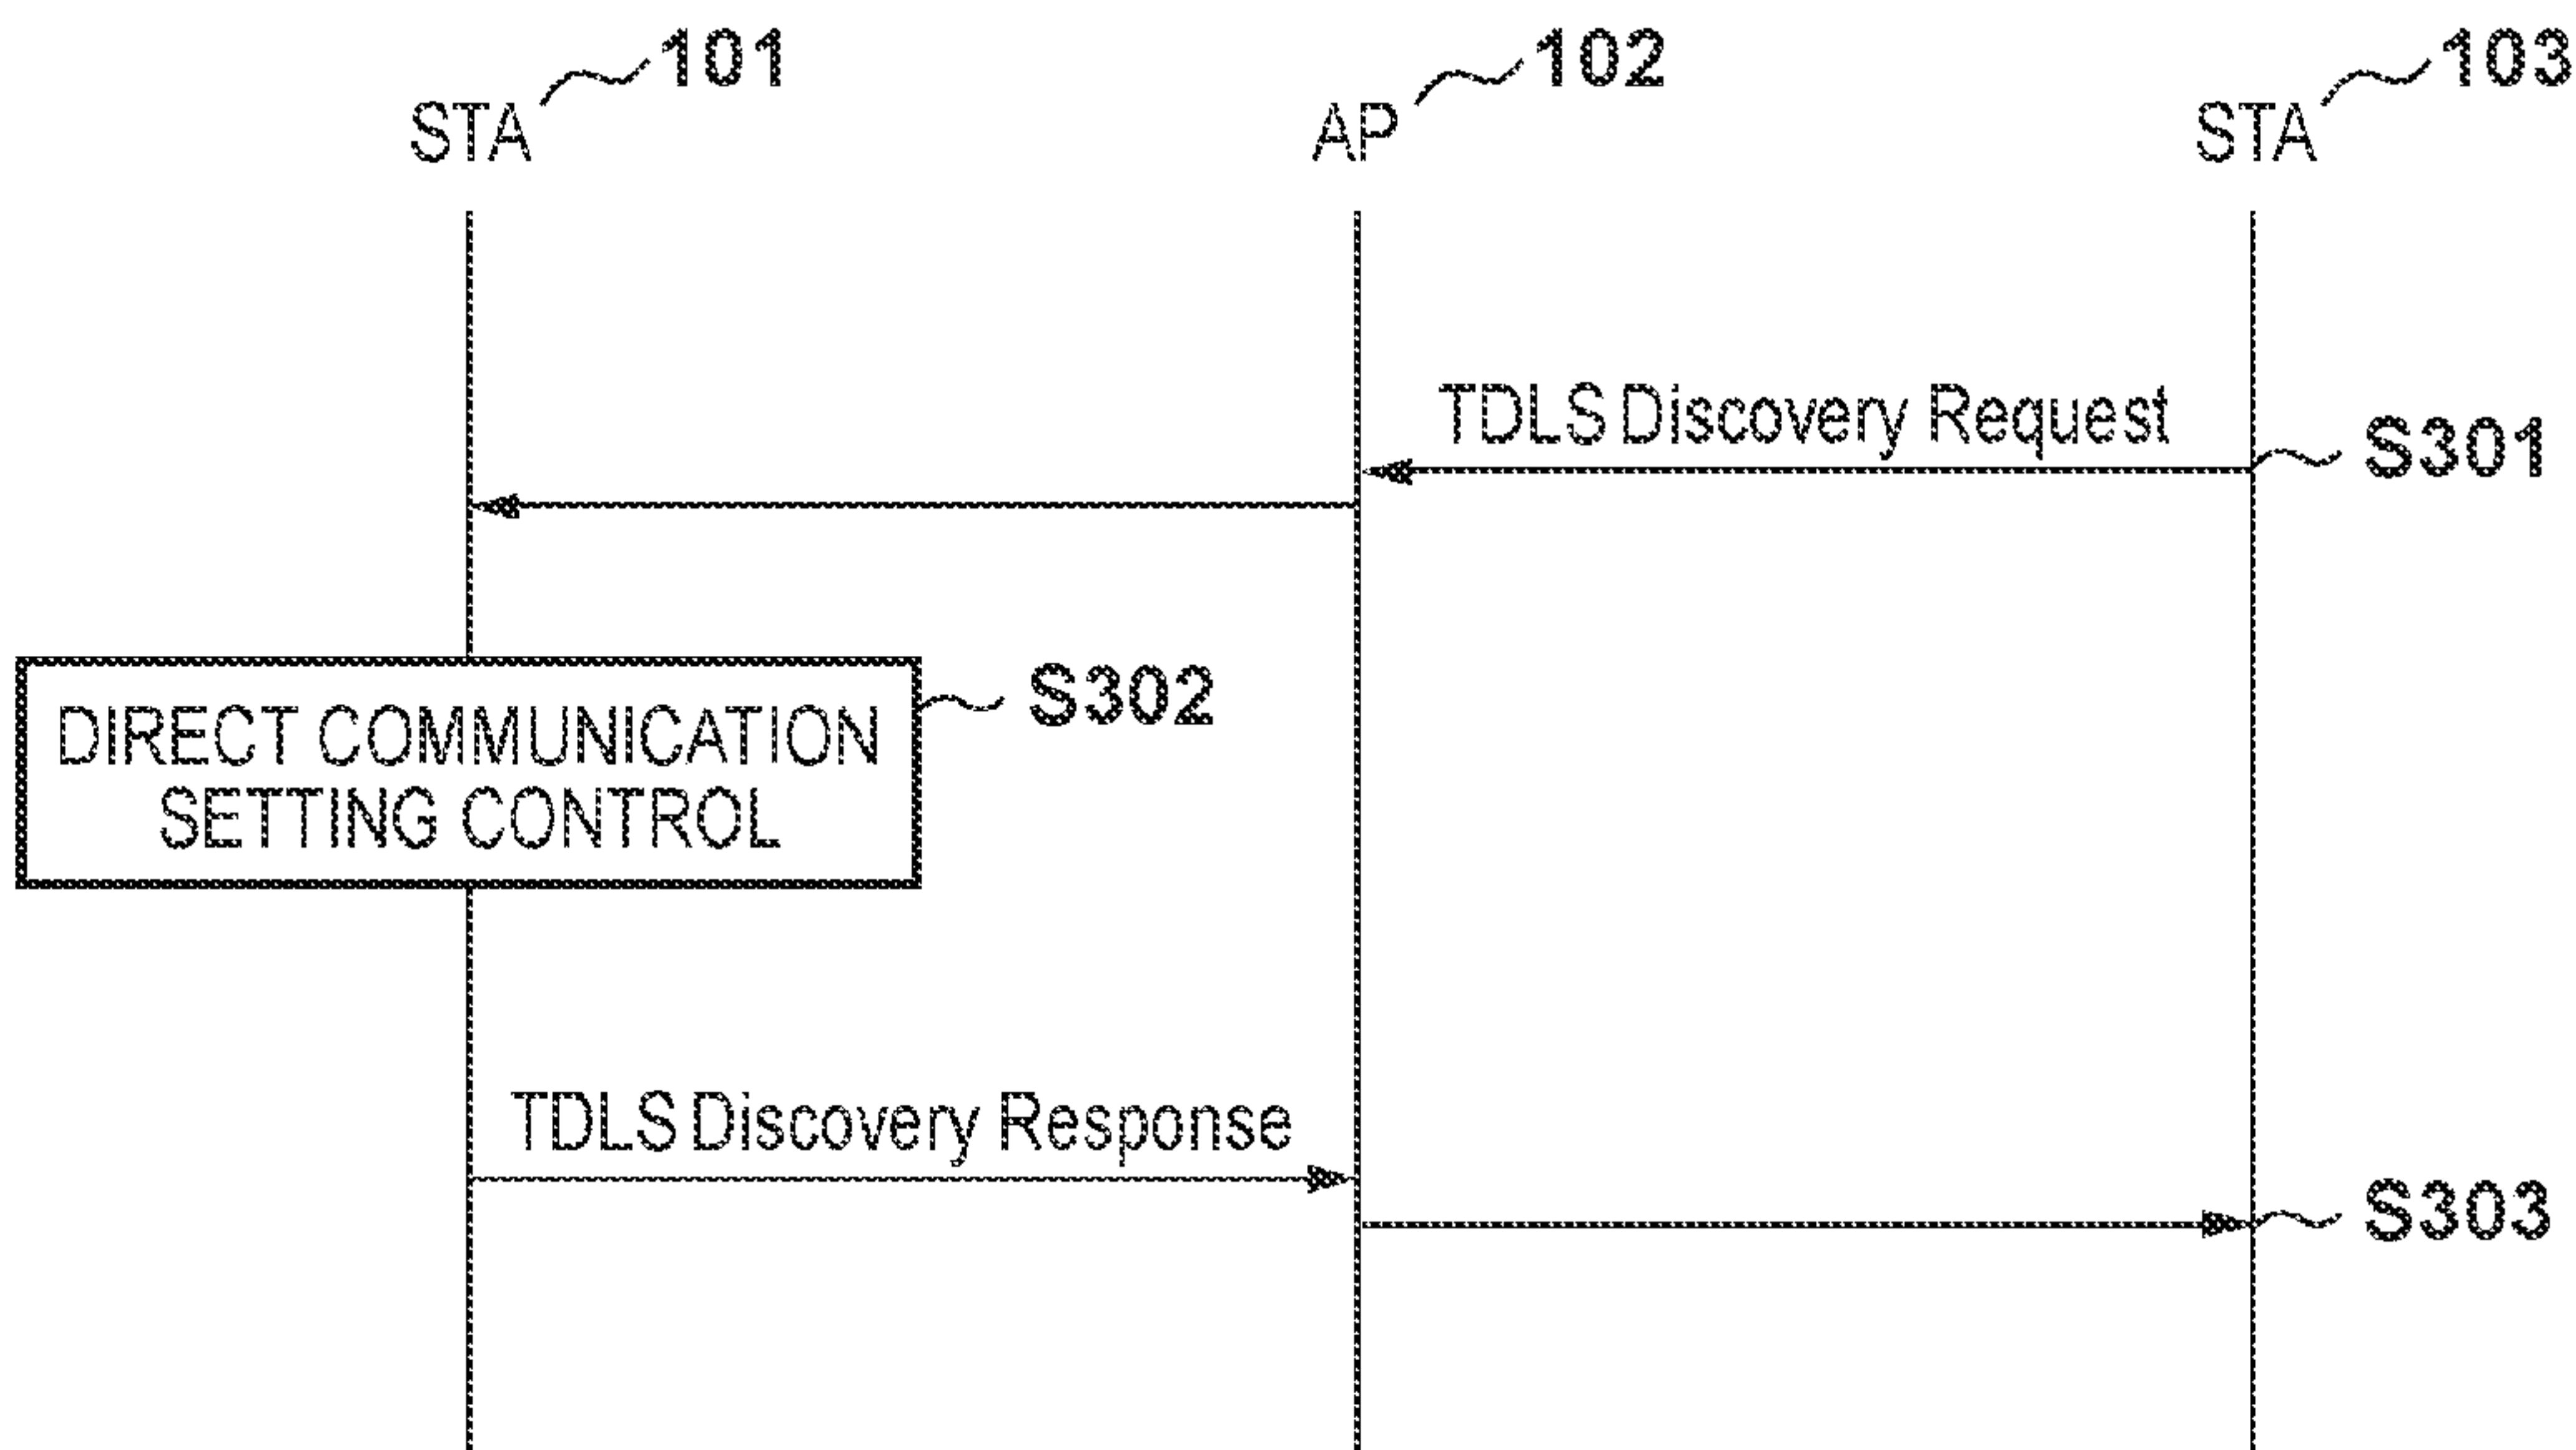 101
102
103
STA
AP
STA
TDLS Discovery Request
S301
S302
DIRECT COMMUNICATION
SETTING CONTROL
TDLS Discovery Response
S303